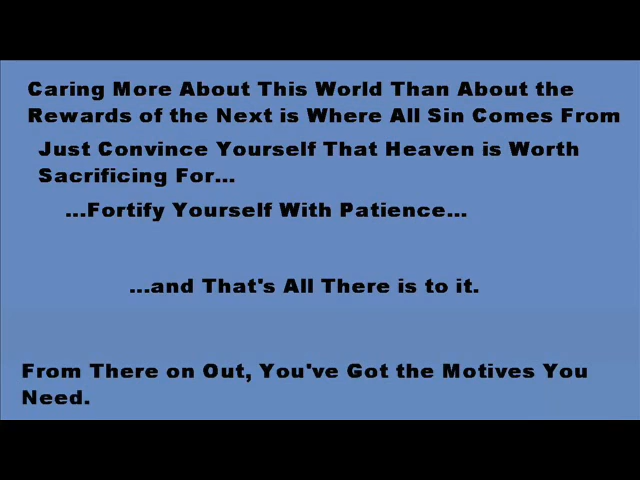 Caring More About This World Than About the
Rewards of the Next is Where All Sin Comes From
Just Convince Yourself That Heaven is Worth
Sacrificing For...
...Fortify Yourself With Patience...
...and That's All There is to it.
From There on Out, You've Got the Motives You
Need.